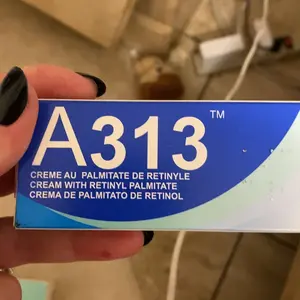 A313™
CREME AU PALMITATE DE RETINYLE
CREAM WITH RETINYL PALMITATE
CREMA DE PALMITATO DE RETINOL